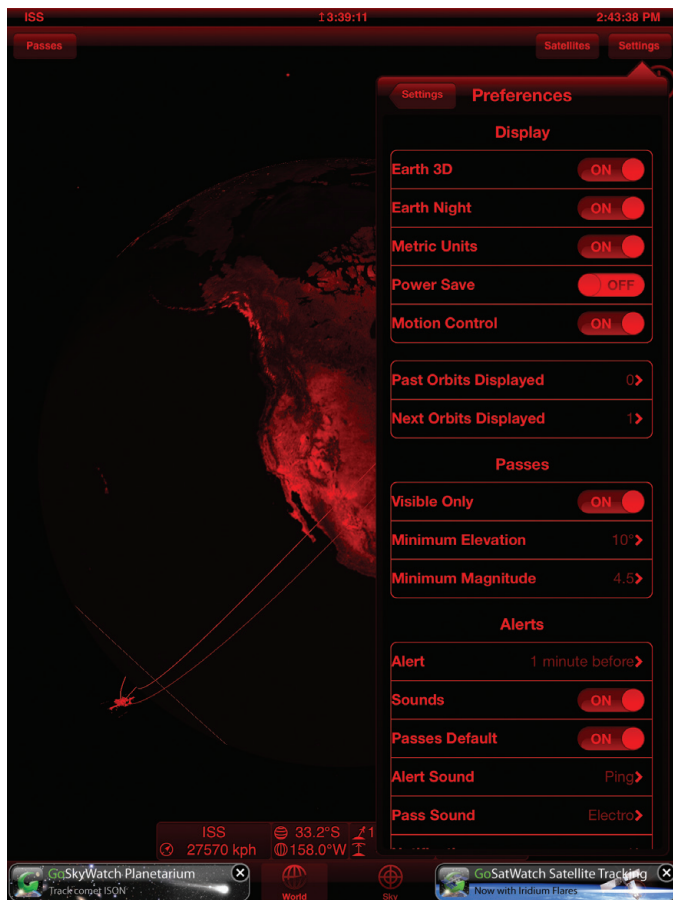 ISS
↥ 3:39:11
2:43:38 PM
Passes
Satellites
Settings
Settings
Preferences
Display
Earth 3D ON
Earth Night ON
Metric Units ON
Power Save OFF
Motion Control ON
Past Orbits Displayed 0
Next Orbits Displayed 1
Passes
Visible Only ON
Minimum Elevation 10°
Minimum Magnitude 4.5
Alerts
Alert 1 minute before
Sounds ON
Passes Default ON
Alert Sound Ping
Pass Sound Electro
ISS
27570 kph
33.2°S
158.0°W
1
GoSkyWatch Planetarium
Track comet ISON
World
Sky
GoSatWatch Satellite Tracking
Now with Iridium Flares